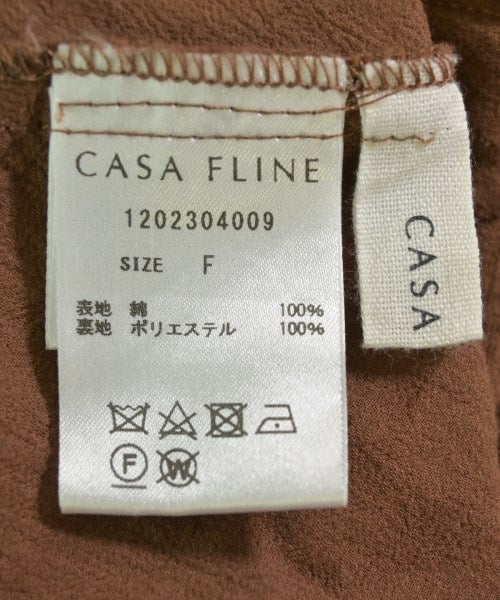 CASA FLINE
1202304009
SIZE F
表地 綿 100%
裏地 ポリエステル 100%
F
W
CASA